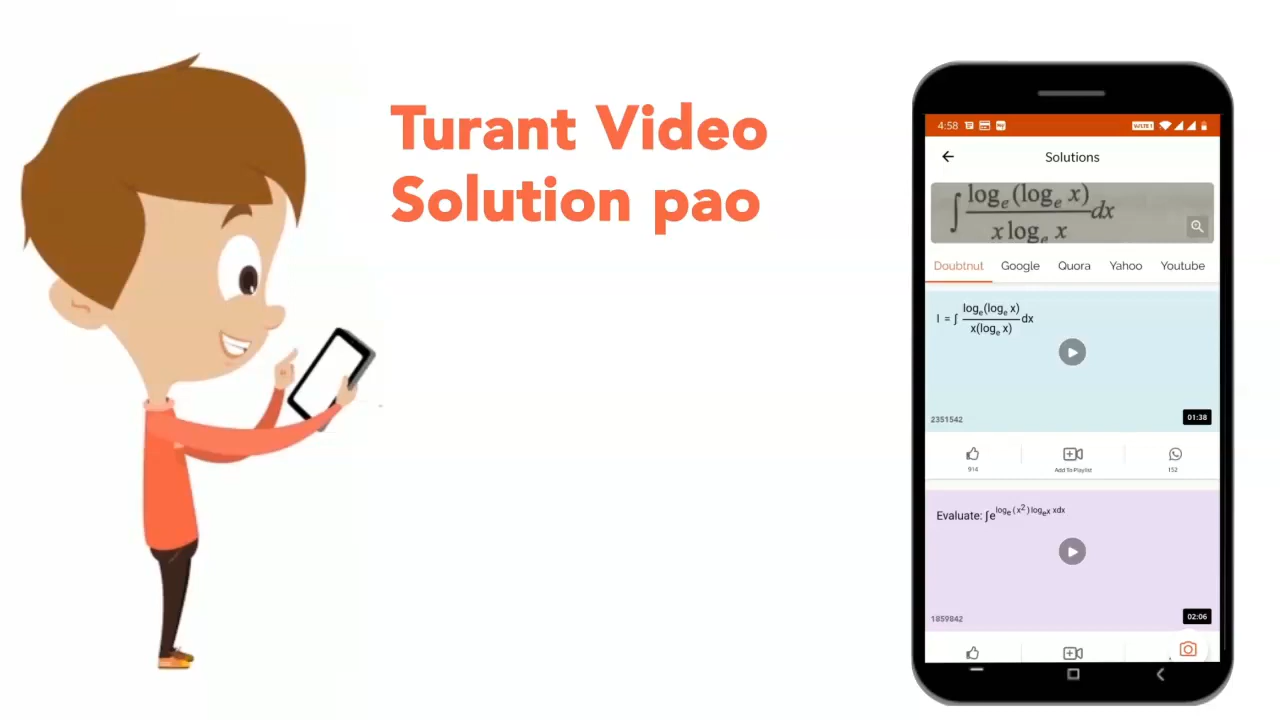 Turant Video
Solution pao
4:58
VoLTE1
Solutions
∫ logₑ(logₑ x) / x logₑ x dx
Doubtnut Google Quora Yahoo Youtube
I = ∫ logₑ(logₑ x) / x(logₑ x) dx
2351542
01:38
914 Add To Playlist 152
Evaluate: ∫e^logₑ(x²)logₑx xdx
1859842
02:06